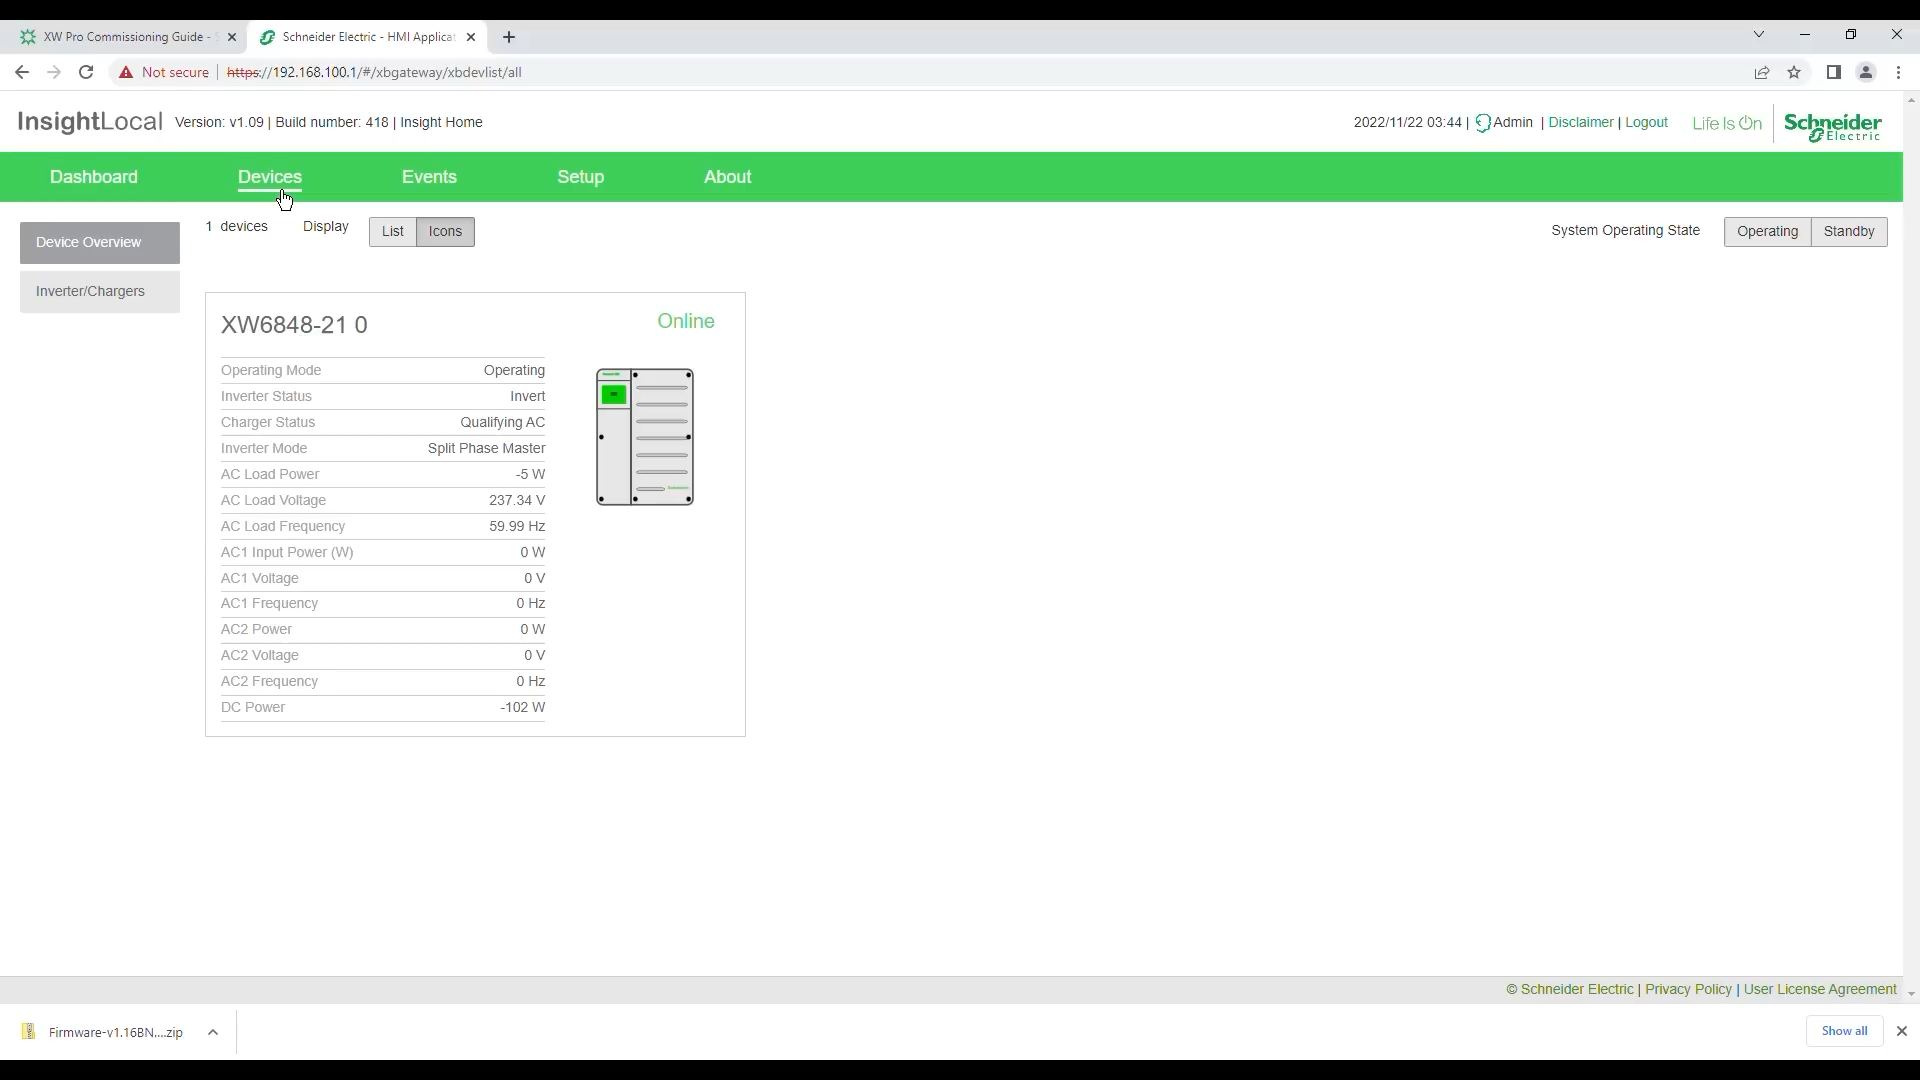 XW Pro Commissioning Guide -
Schneider Electric - HMI Applicat
Not secure | https://192.168.100.1/#/xbgateway/xbdevlist/all
InsightLocal Version: v1.09 | Build number: 418 | Insight Home
2022/11/22 03:44 | Admin | Disclaimer | Logout
Life Is On
Schneider Electric
Dashboard Devices Events Setup About
Device Overview
Inverter/Chargers
1 devices Display List Icons
System Operating State Operating Standby
XW6848-21 0 Online
Operating Mode Operating
Inverter Status Invert
Charger Status Qualifying AC
Inverter Mode Split Phase Master
AC Load Power -5 W
AC Load Voltage 237.34 V
AC Load Frequency 59.99 Hz
AC1 Input Power (W) 0 W
AC1 Voltage 0 V
AC1 Frequency 0 Hz
AC2 Power 0 W
AC2 Voltage 0 V
AC2 Frequency 0 Hz
DC Power -102 W
© Schneider Electric | Privacy Policy | User License Agreement
Firmware-v1.16BN....zip
Show all